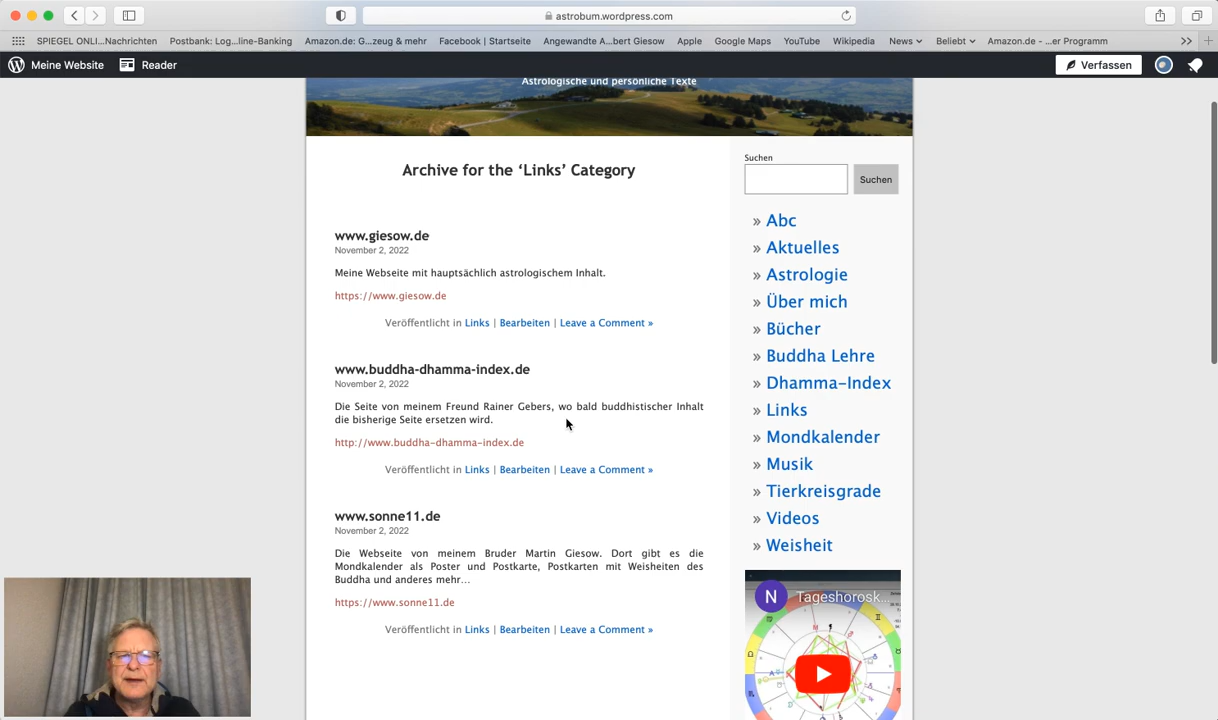 astrobum.wordpress.com
SPIEGEL ONLI...Nachrichten
Postbank: Log...line-Banking
Amazon.de: G...zeug & mehr
Facebook | Startseite
Angewandte A...bert Giesow
Apple
Google Maps
YouTube
Wikipedia
News
Beliebt
Amazon.de - ...er Programm
Meine Website
Reader
Verfassen
Astrologische und persönliche Texte
Archive for the ‘Links’ Category
www.giesow.de
November 2, 2022
Meine Webseite mit hauptsächlich astrologischem Inhalt.
https://www.giesow.de
Veröffentlicht in Links | Bearbeiten | Leave a Comment »
www.buddha-dhamma-index.de
November 2, 2022
Die Seite von meinem Freund Rainer Gebers, wo bald buddhistischer Inhalt
die bisherige Seite ersetzen wird.
http://www.buddha-dhamma-index.de
Veröffentlicht in Links | Bearbeiten | Leave a Comment »
www.sonne11.de
November 2, 2022
Die Webseite von meinem Bruder Martin Giesow. Dort gibt es die
Mondkalender als Poster und Postkarte, Postkarten mit Weisheiten des
Buddha und anderes mehr...
https://www.sonne11.de
Veröffentlicht in Links | Bearbeiten | Leave a Comment »
Suchen
Suchen
» Abc
» Aktuelles
» Astrologie
» Über mich
» Bücher
» Buddha Lehre
» Dhamma-Index
» Links
» Mondkalender
» Musik
» Tierkreisgrade
» Videos
» Weisheit
N
Tageshorosk...